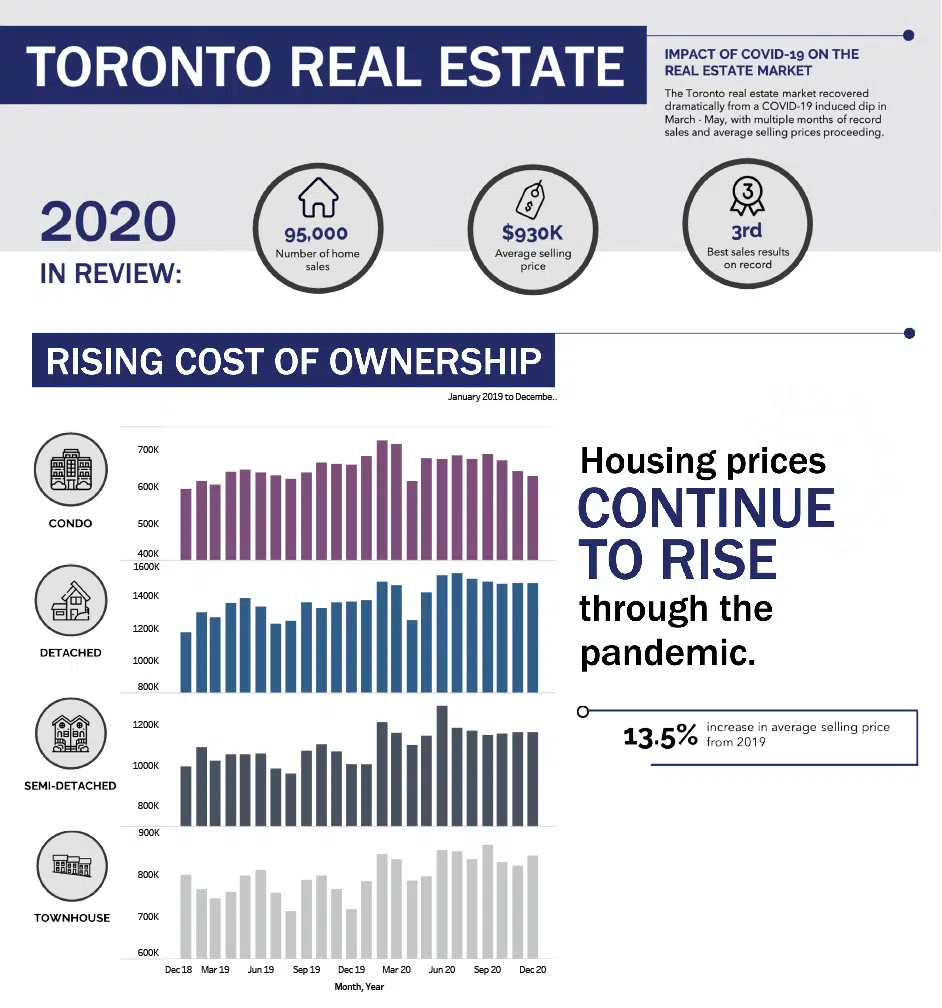 TORONTO REAL ESTATE
IMPACT OF COVID-19 ON THE
REAL ESTATE MARKET
The Toronto real estate market recovered
dramatically from a COVID-19 induced dip in
March - May, with multiple months of record
sales and average selling prices proceeding.
2020
IN REVIEW:
95,000
Number of home
sales
$
$930K
Average selling
price
3
3rd
Best sales results
on record
RISING COST OF OWNERSHIP
January 2019 to Decembe..
CONDO
700K
600K
500K
400K
DETACHED
1600K
1400K
1200K
1000K
800K
SEMI-DETACHED
1200K
1000K
800K
TOWNHOUSE
900K
800K
700K
600K
Dec 18 Mar 19 Jun 19 Sep 19 Dec 19 Mar 20 Jun 20 Sep 20 Dec 20
Month, Year
Housing prices
CONTINUE
TO RISE
through the
pandemic.
13.5%
increase in average selling price
from 2019